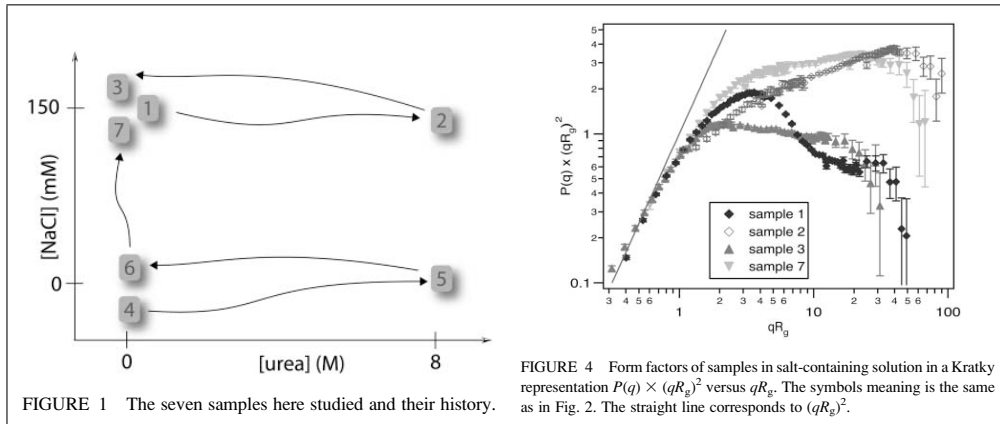 3
1
7
2
6
4
5
150
0
[NaCl] (mM)
0
8
[urea] (M)
FIGURE 1 The seven samples here studied and their history.
5
4
3
2
1
6
5
4
3
2
0.1
P(q) x (qRg)²
sample 1
sample 2
sample 3
sample 7
3 4 5 6 2 3 4 5 6 2 3 4 5 6
1 10 100
qRg
FIGURE 4 Form factors of samples in salt-containing solution in a Kratky
representation P(q) × (qRg)² versus qRg. The symbols meaning is the same
as in Fig. 2. The straight line corresponds to (qRg)².